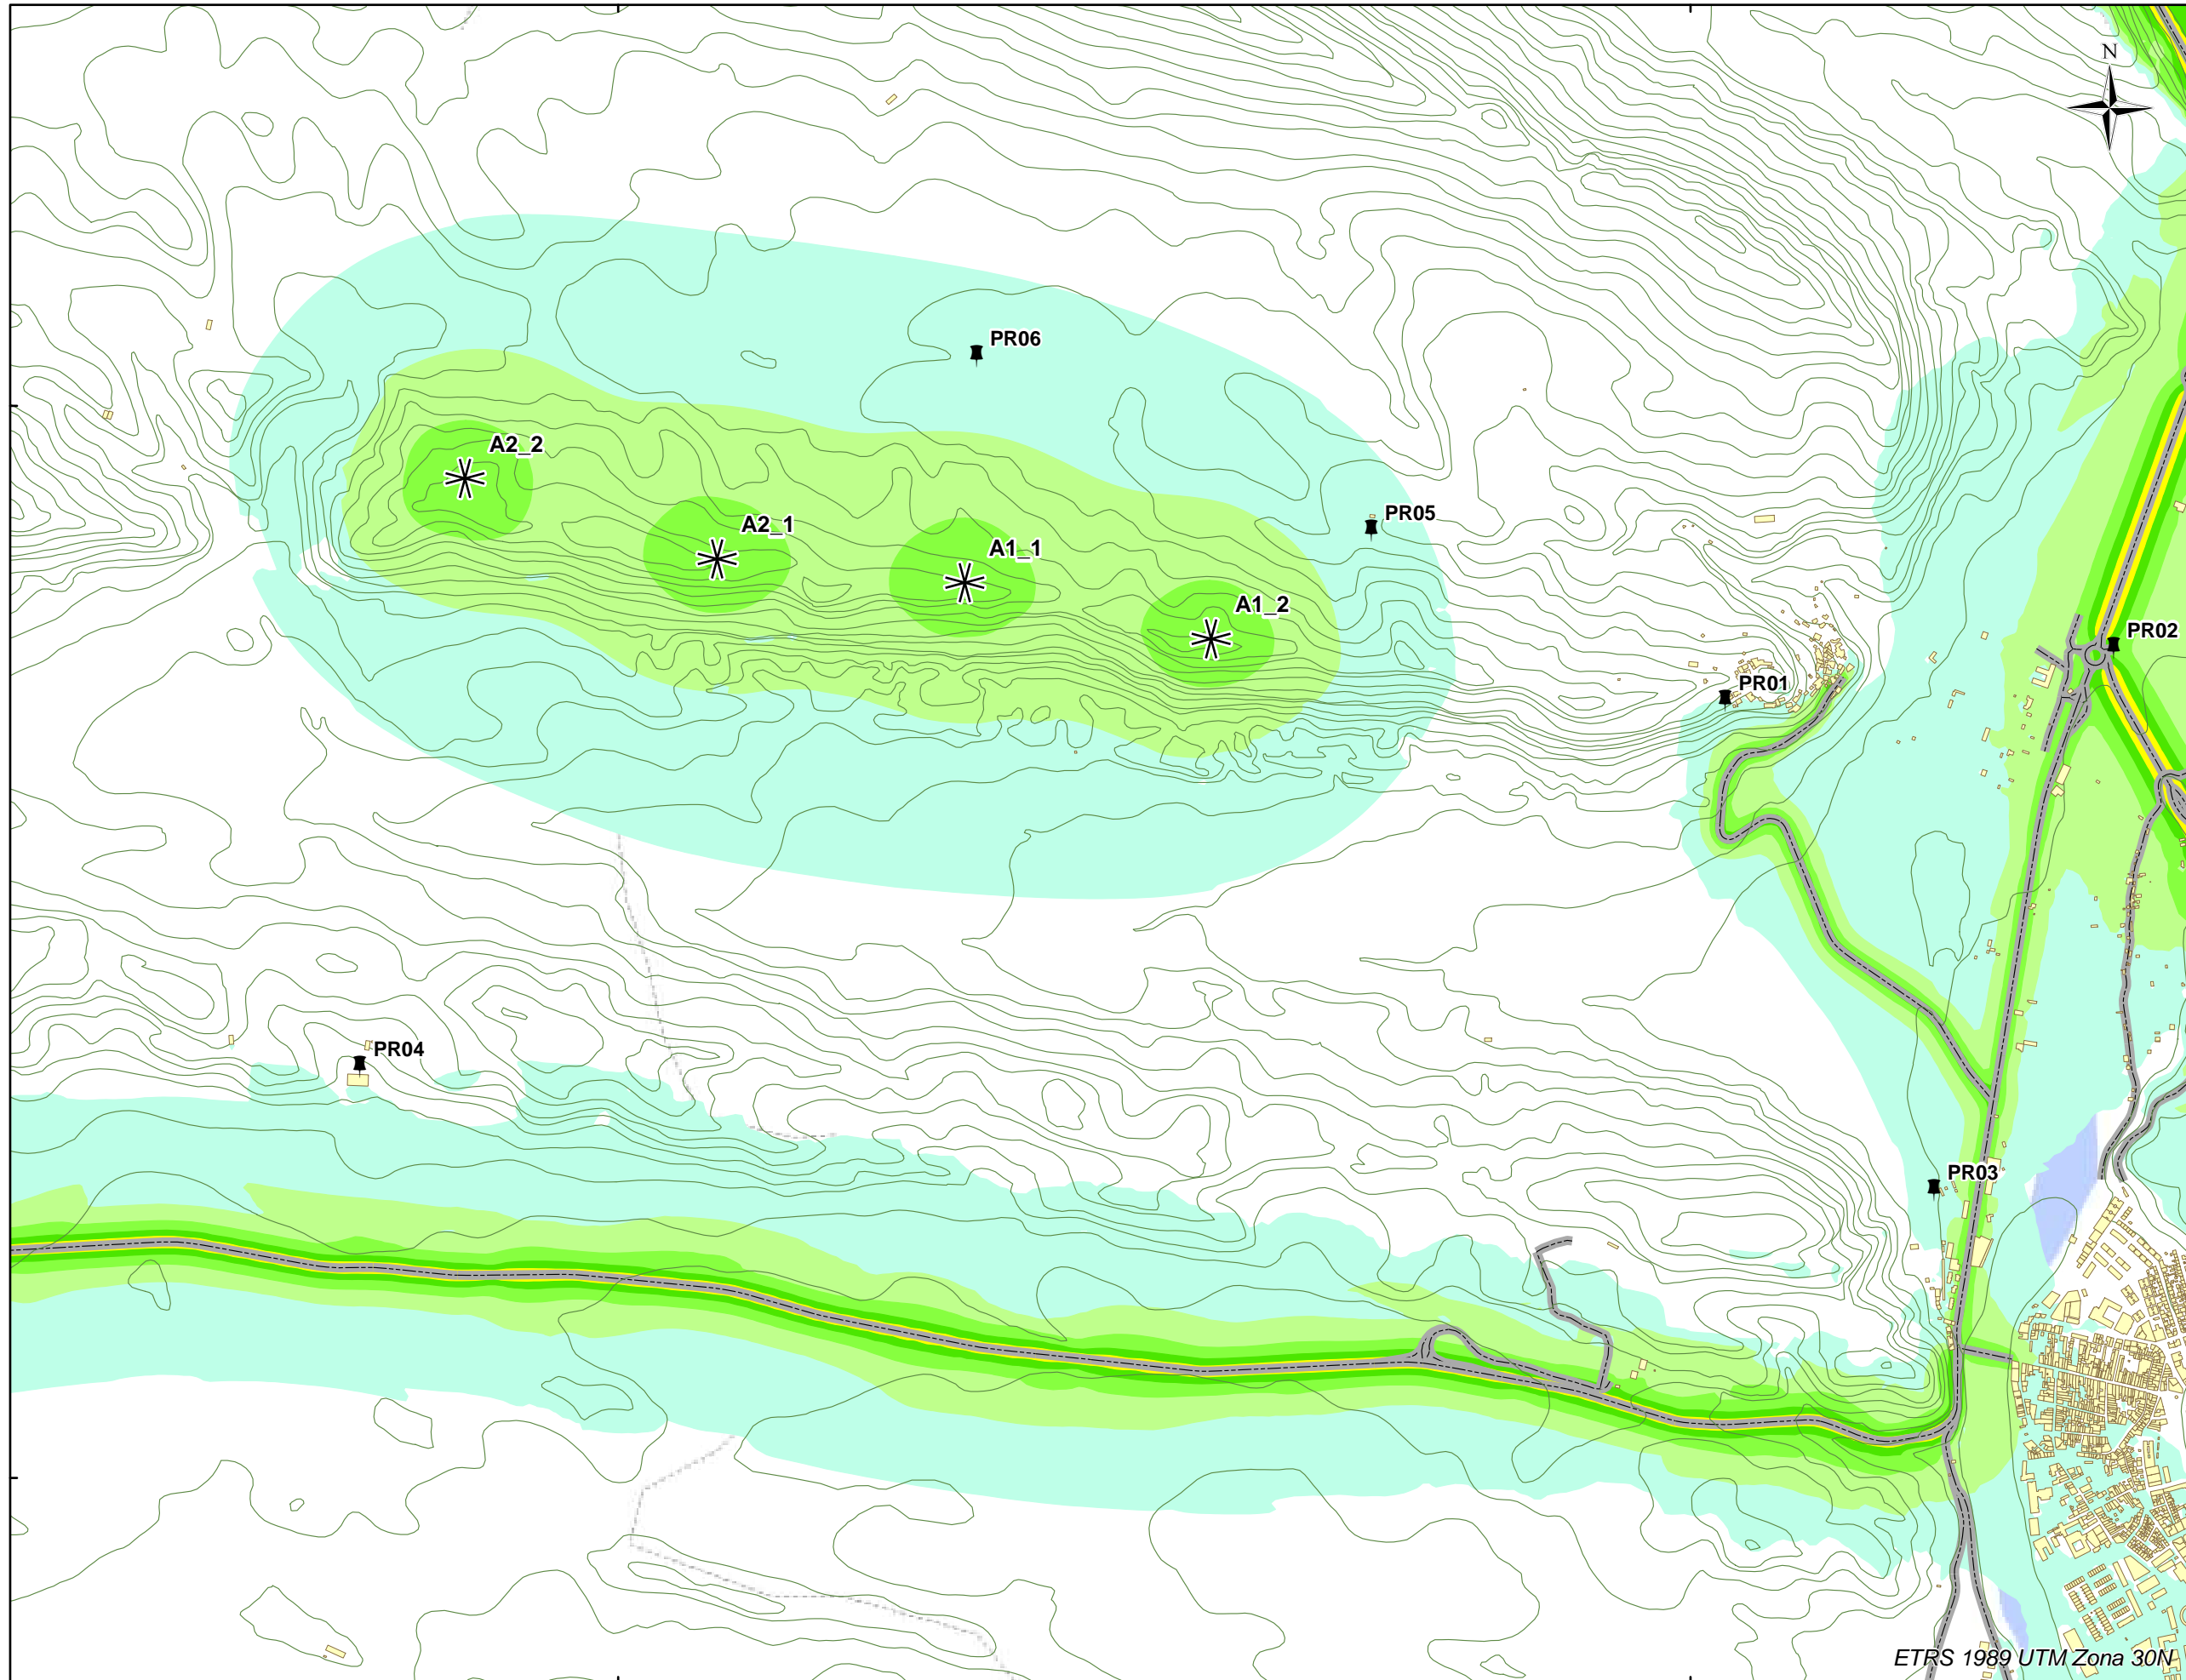 N
PR06
A2_2
PR05
A2_1
A1_1
A1_2
PR02
PR01
PR04
PR03
ETRS 1989 UTM Zona 30N